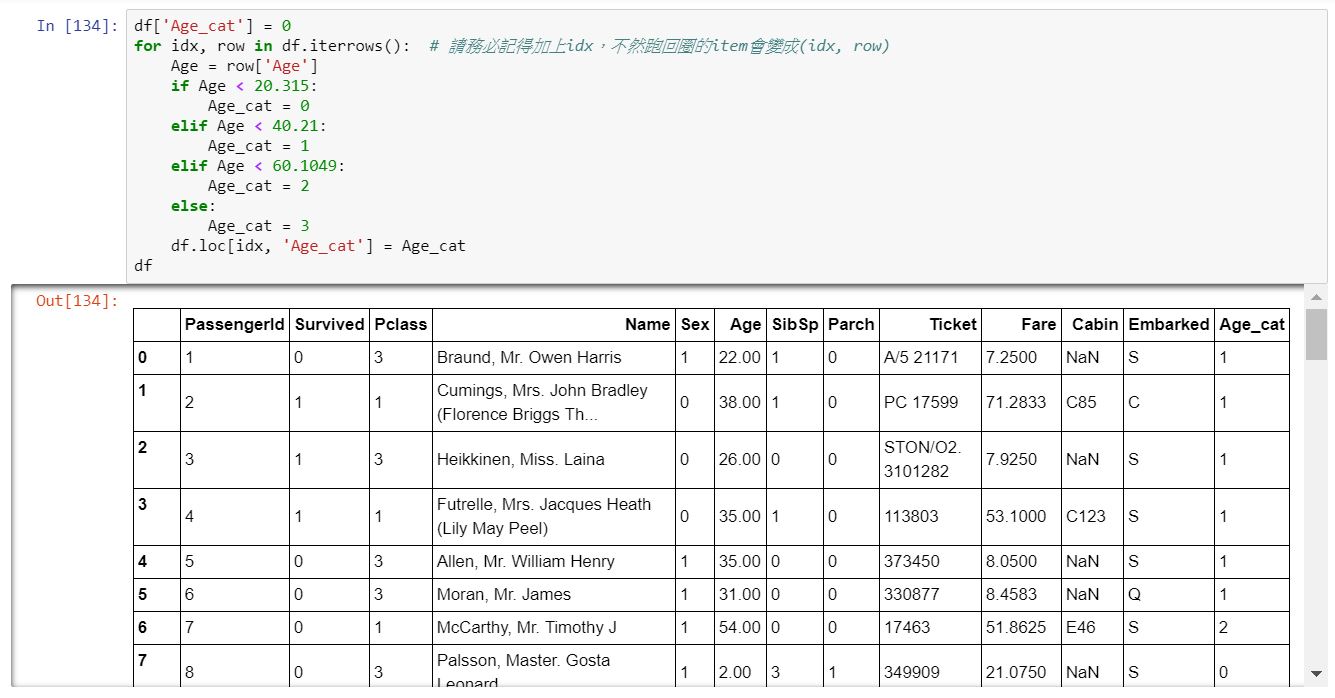 In [134]: df['Age_cat'] = 0
for idx, row in df.iterrows():  # 請務必記得加上idx，不然跑回圈的item會變成(idx, row)
    Age = row['Age']
    if Age < 20.315:
        Age_cat = 0
    elif Age < 40.21:
        Age_cat = 1
    elif Age < 60.1049:
        Age_cat = 2
    else:
        Age_cat = 3
    df.loc[idx, 'Age_cat'] = Age_cat
df
Out[134]:
PassengerId Survived Pclass Name Sex Age SibSp Parch Ticket Fare Cabin Embarked Age_cat
0 1 0 3 Braund, Mr. Owen Harris 1 22.00 1 0 A/5 21171 7.2500 NaN S 1
1 2 1 1 Cumings, Mrs. John Bradley
(Florence Briggs Th... 0 38.00 1 0 PC 17599 71.2833 C85 C 1
2 3 1 3 Heikkinen, Miss. Laina 0 26.00 0 0 STON/O2.
3101282 7.9250 NaN S 1
3 4 1 1 Futrelle, Mrs. Jacques Heath
(Lily May Peel) 0 35.00 1 0 113803 53.1000 C123 S 1
4 5 0 3 Allen, Mr. William Henry 1 35.00 0 0 373450 8.0500 NaN S 1
5 6 0 3 Moran, Mr. James 1 31.00 0 0 330877 8.4583 NaN Q 1
6 7 0 1 McCarthy, Mr. Timothy J 1 54.00 0 0 17463 51.8625 E46 S 2
7 8 0 3 Palsson, Master. Gosta
Leonard 1 2.00 3 1 349909 21.0750 NaN S 0